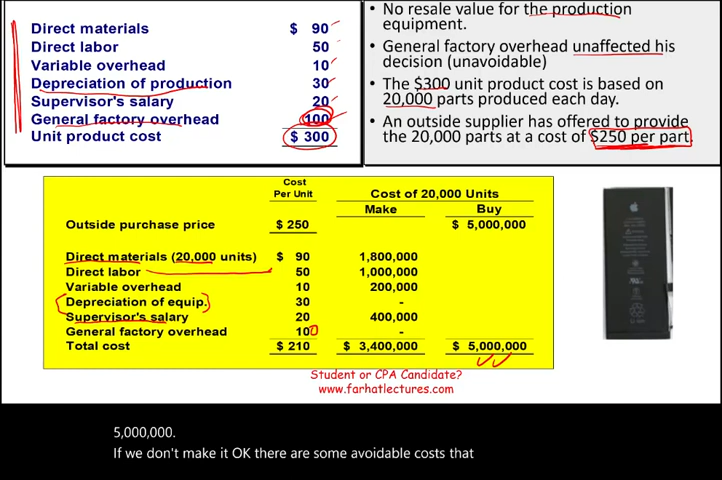 Direct materials $ 90
Direct labor 50
Variable overhead 10
Depreciation of production 30
Supervisor's salary 20
General factory overhead 100
Unit product cost $ 300
No resale value for the production
equipment.
• General factory overhead unaffected his
decision (unavoidable)
• The $300 unit product cost is based on
20,000 parts produced each day.
• An outside supplier has offered to provide
the 20,000 parts at a cost of $250 per part.
Cost
Per Unit Cost of 20,000 Units
Make Buy
Outside purchase price $ 250 $ 5,000,000
Direct materials (20,000 units) $ 90 1,800,000
Direct labor 50 1,000,000
Variable overhead 10 200,000
Depreciation of equip. 30 -
Supervisor's salary 20 400,000
General factory overhead 100 -
Total cost $ 210 $ 3,400,000 $ 5,000,000
Student or CPA Candidate?
www.farhatlectures.com
5,000,000.
If we don't make it OK there are some avoidable costs that